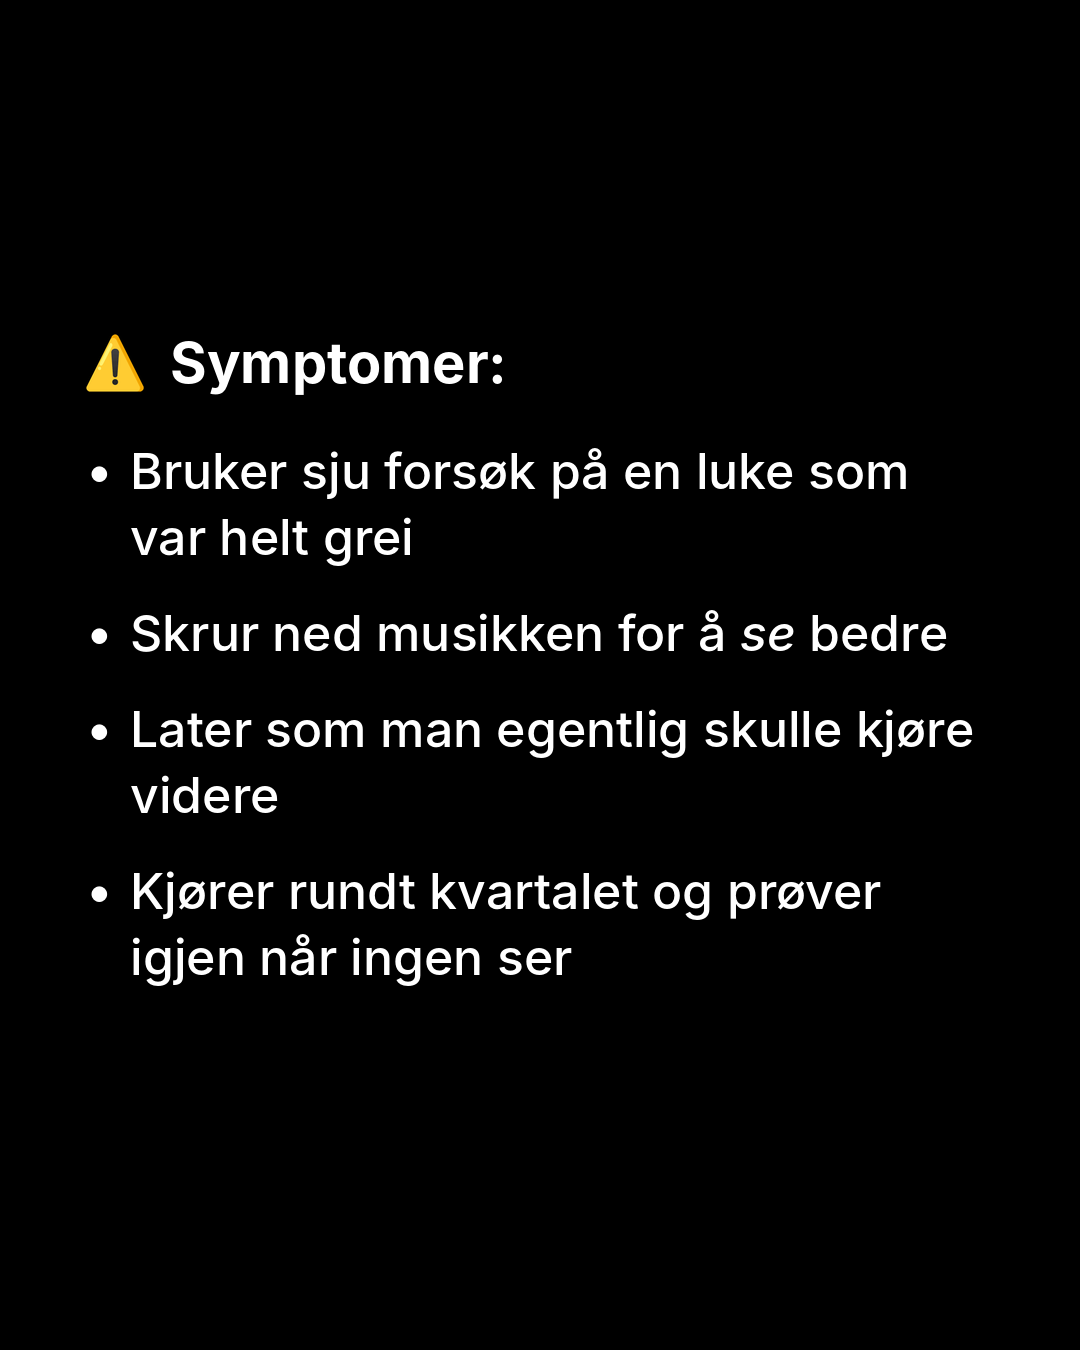 ⚠️ Symptomer:
• Bruker sju forsøk på en luke som
var helt grei
• Skrur ned musikken for å se bedre
• Later som man egentlig skulle kjøre
videre
• Kjører rundt kvartalet og prøver
igjen når ingen ser